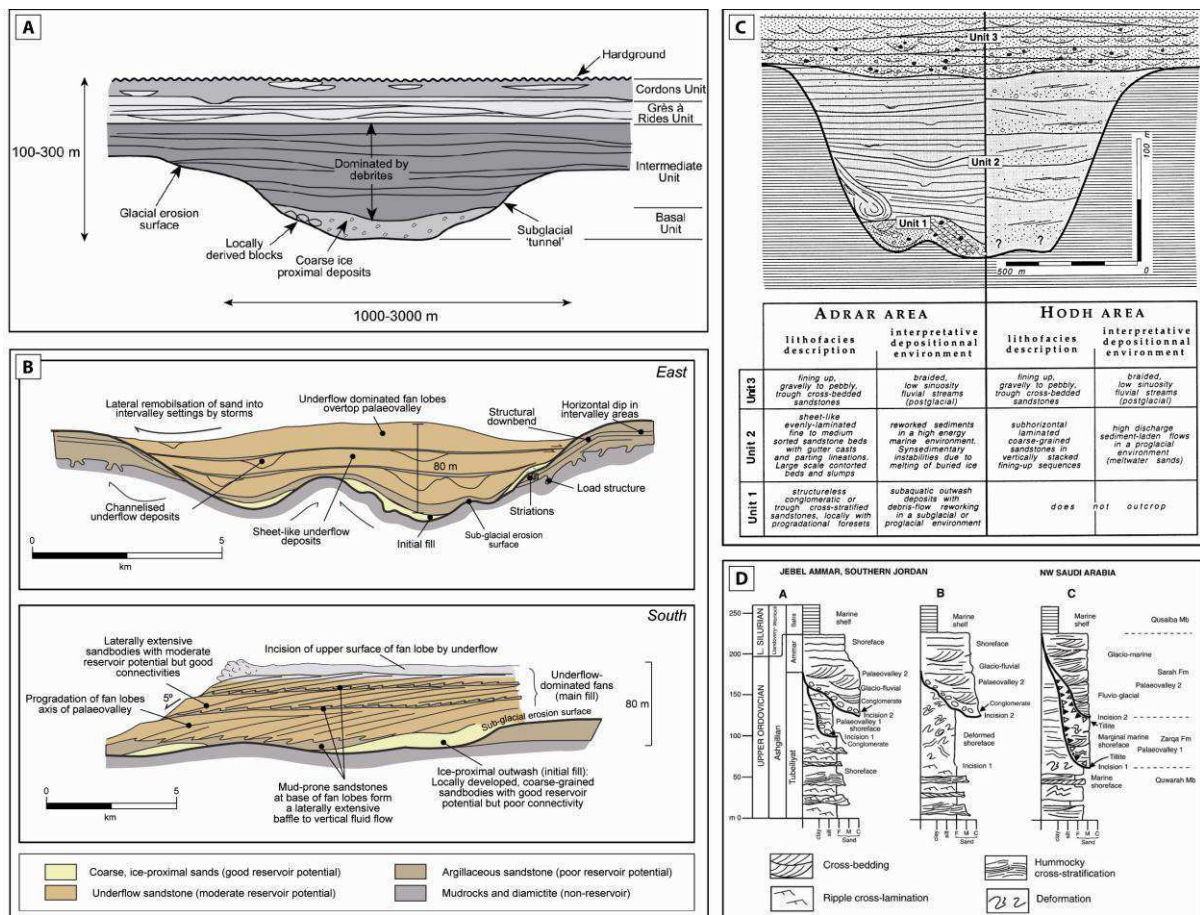 A
Hardground
Cordons Unit
Grès à
Rides Unit
100-300 m
Dominated by
debrites
Intermediate
Unit
Glacial erosion
surface
Basal
Unit
Locally
derived blocks
Coarse ice
proximal deposits
Subglacial
'tunnel'
1000-3000 m
B
East
Lateral remobilisation of sand into
intervalley settings by storms
Underflow dominated fan lobes
overtop palaeovalley
Structural
downbend
Horizontal dip in
intervalley areas
80 m
Load structure
Striations
Channelised
underflow deposits
Sheet-like underflow
deposits
Initial fill
Sub-glacial erosion
surface
0 5
km
South
Laterally extensive
sandbodies with moderate
reservoir potential but good
connectivities
Incision of upper surface of fan lobe by underflow
Underflow-
dominated fans
(main fill)
5º
80 m
Progradation of fan lobes
axis of palaeovalley
Sub-glacial erosion surface
Mud-prone sandstones
at base of fan lobes form
a laterally extensive
baffle to vertical fluid flow
Ice-proximal outwash (initial fill):
Locally developed, coarse-grained
sandbodies with good reservoir
potential but poor connectivity
0 5
km
Coarse, ice-proximal sands (good reservoir potential)
Underflow sandstone (moderate reservoir potential)
Argillaceous sandstone (poor reservoir potential)
Mudrocks and diamictite (non-reservoir)
C
Unit 3
Unit 2
Unit 1
? ?
100 m
500 m 0
ADRAR AREA
HODH AREA
lithofacies
description
interpretative
depositionnal
environment
lithofacies
description
interpretative
depositionnal
environment
Unit3
fining up,
gravelly to pebbly,
trough cross-bedded
sandstones
braided,
low sinuosity
fluvial streams
(postglacial)
fining up,
gravelly to pebbly,
trough cross-bedded
sandstones
braided,
low sinuosity
fluvial streams
(postglacial)
Unit 2
sheet-like
evenly-laminated
fine to medium
sorted sandstone beds
with gutter casts
and parting lineations.
Large scale contorted
beds and slumps
reworked sediments
in a high energy
marine environment.
Synsedimentary
instabilities due to
melting of buried ice
subhorizontal
laminated
coarse-grained
sandstones in
vertically stacked
fining-up sequences
high discharge
sediment-laden flows
in a proglacial
environment
(meltwater sands)
Unit 1
structureless
conglomeratic or
trough cross-stratified
sandstones, locally with
progradational foresets
subaquatic outwash
deposits with
debris-flow reworking
in a subglacial or
proglacial environment
does not outcrop
D
JEBEL AMMAR, SOUTHERN JORDAN
NW SAUDI ARABIA
A
B
C
250
200
150
100
50
m 0
L. SILURIAN
UPPER ORDOVICIAN
Ashgillian
Ammar
Tubeiliyat
Marine
shelf
Shoreface
Palaeovalley 2
Glacio-fluvial
Conglomerate
Incision 2
Palaeovalley 1
shoreface
Incision 1
Conglomerate
Shoreface
clay silt F M C
Sand
Marine
shelf
Shoreface
Glacio-fluvial
Palaeovalley 2
Conglomerate
Incision 2
Deformed
shoreface
Incision 1
clay silt F M C
Sand
Marine
shelf
Qusaiba Mb
Glacio-marine
Sarah Fm
Palaeovalley 2
Fluvio-glacial
Incision 2
Tillite
Zarqa Fm
Marginal marine
shoreface
Palaeovalley 1
Tillite
Incision 1
Marine
shoreface
Quwarah Mb
clay silt F M C
Sand
Cross-bedding
Hummocky
cross-stratification
Ripple cross-lamination
Deformation